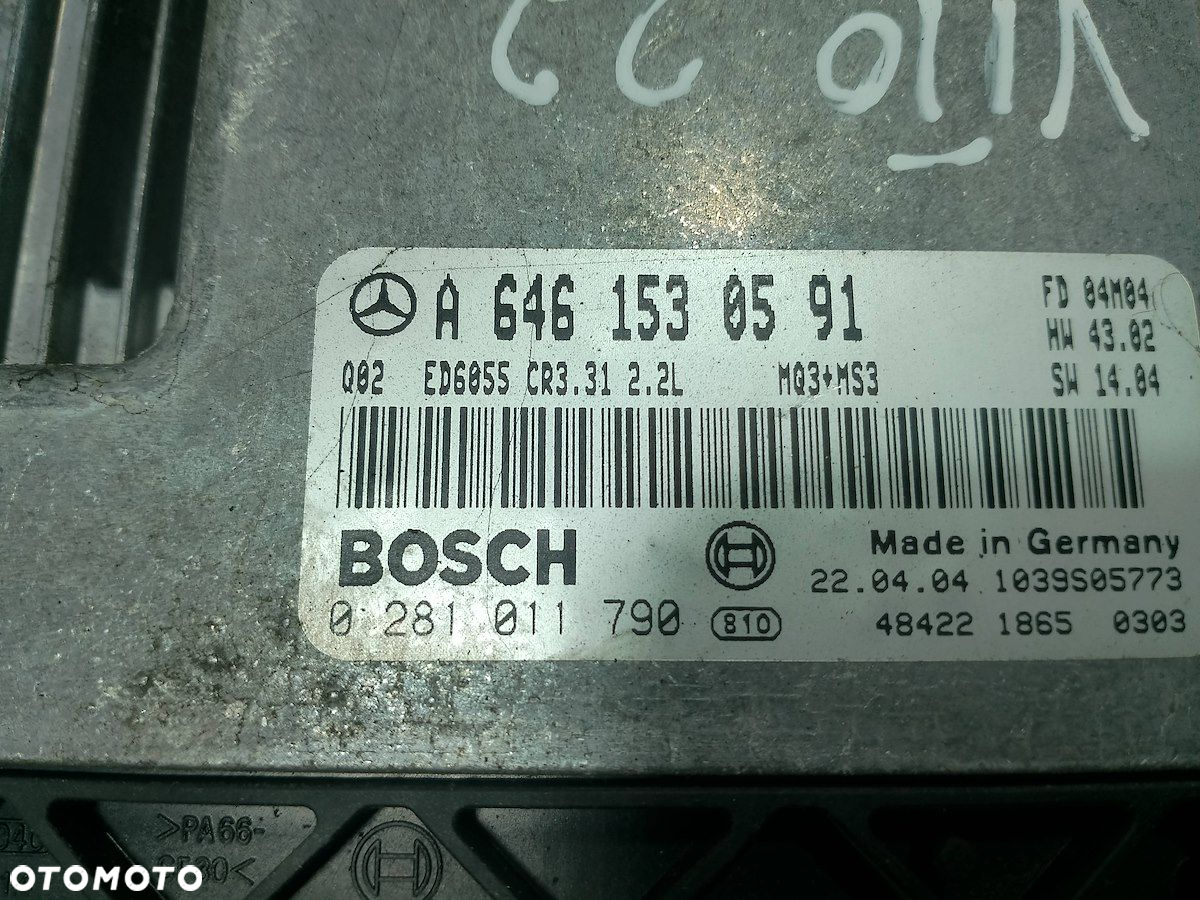 Vito 22
A 646 153 05 91
FD 04M04
HW 43.02
Q02 ED6055 CR3.31 2.2L MQ3+MS3
SW 14.04
BOSCH
Made in Germany
22.04.04 1039S05773
0 281 011 790 810
48422 1865 0303
>PA66-
OTOMOTO